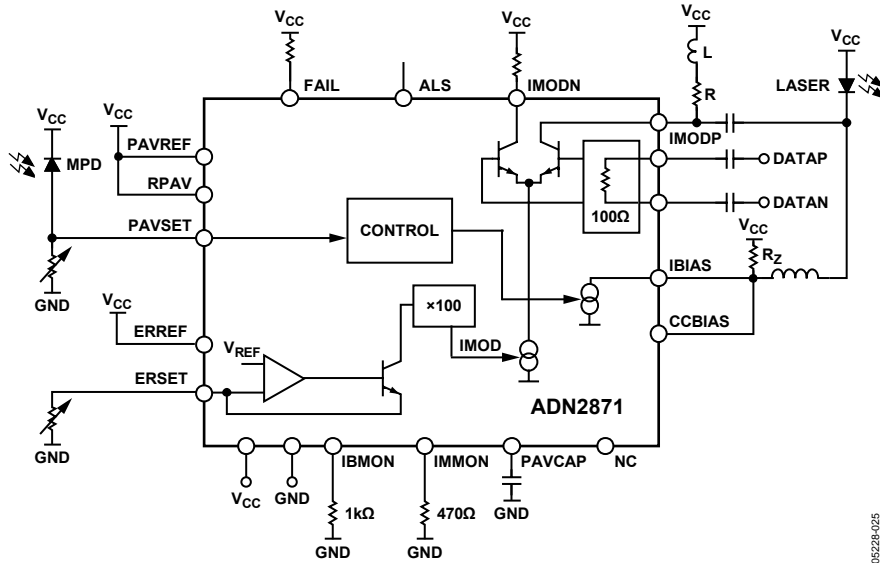 VCC
VCC
VCC
VCC
L
LASER
R
FAIL
ALS
IMODN
IMODP
VCC
VCC
MPD
PAVREF
RPAV
PAVSET
GND
DATAP
DATAN
100Ω
CONTROL
VCC
RZ
IBIAS
CCBIAS
×100
IMOD
VCC
ERREF
VREF
ERSET
GND
ADN2871
VCC
GND
IBMON
IMMON
PAVCAP
NC
1kΩ
470Ω
GND
GND
GND
05228-025